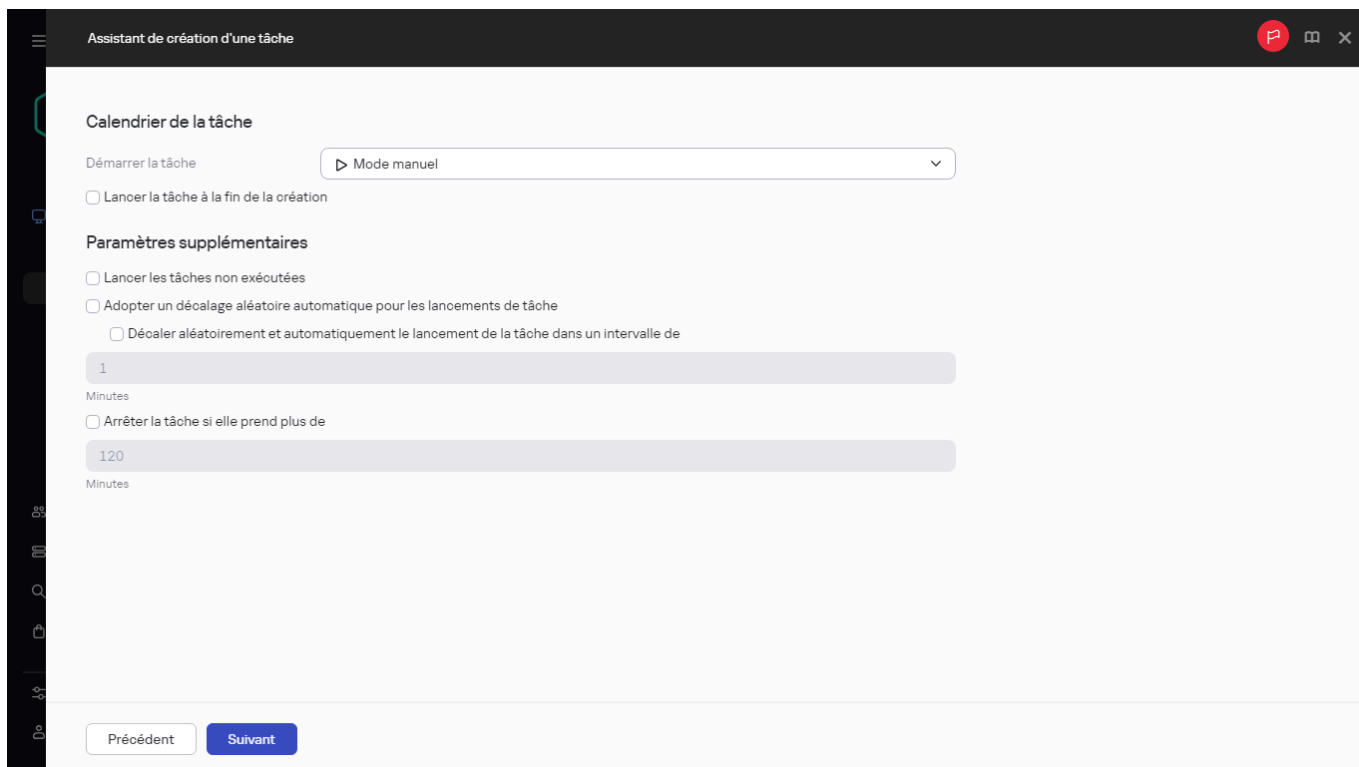 Assistant de création d'une tâche
Calendrier de la tâche
Démarrer la tâche
Mode manuel
Lancer la tâche à la fin de la création
Paramètres supplémentaires
Lancer les tâches non exécutées
Adopter un décalage aléatoire automatique pour les lancements de tâche
Décaler aléatoirement et automatiquement le lancement de la tâche dans un intervalle de
1
Minutes
Arrêter la tâche si elle prend plus de
120
Minutes
Précédent
Suivant